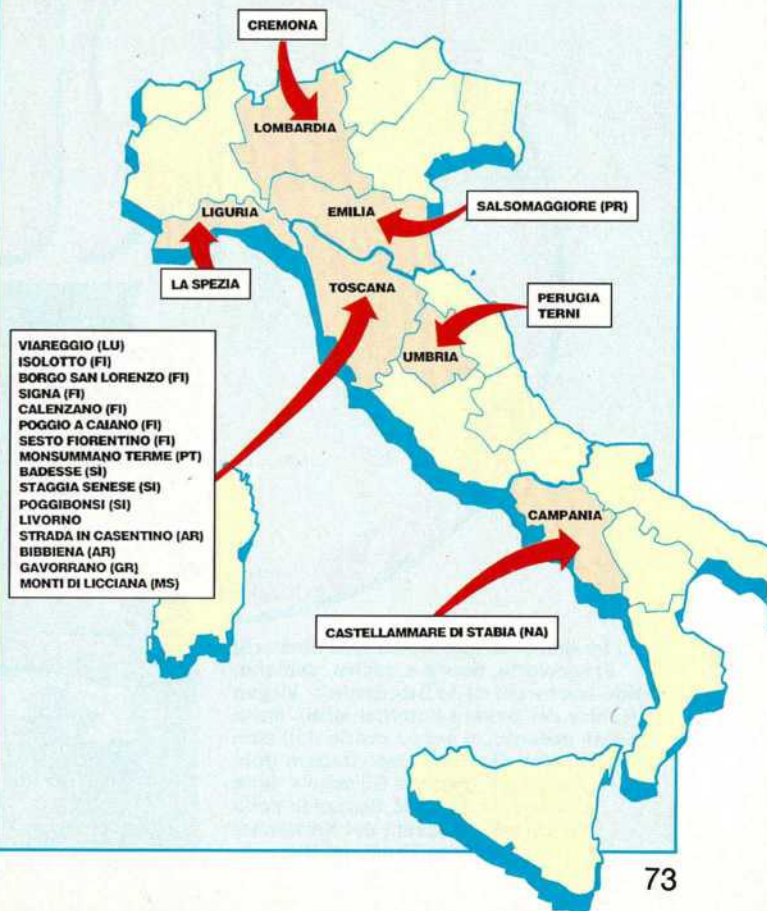 CREMONA
LOMBARDIA
LIGURIA
EMILIA
SALSOMAGGIORE (PR)
LA SPEZIA
TOSCANA
PERUGIA
TERNI
UMBRIA
VIAREGGIO (LU)
ISOLOTTO (FI)
BORGO SAN LORENZO (FI)
SIGNA (FI)
CALENZANO (FI)
POGGIO A CAIANO (FI)
SESTO FIORENTINO (FI)
MONSUMMANO TERME (PT)
BADESSE (SI)
STAGGIA SENESE (SI)
POGGIBONSI (SI)
LIVORNO
STRADA IN CASENTINO (AR)
BIBBIENA (AR)
GAVORRANO (GR)
MONTI DI LICCIANA (MS)
CAMPANIA
CASTELLAMMARE DI STABIA (NA)
73